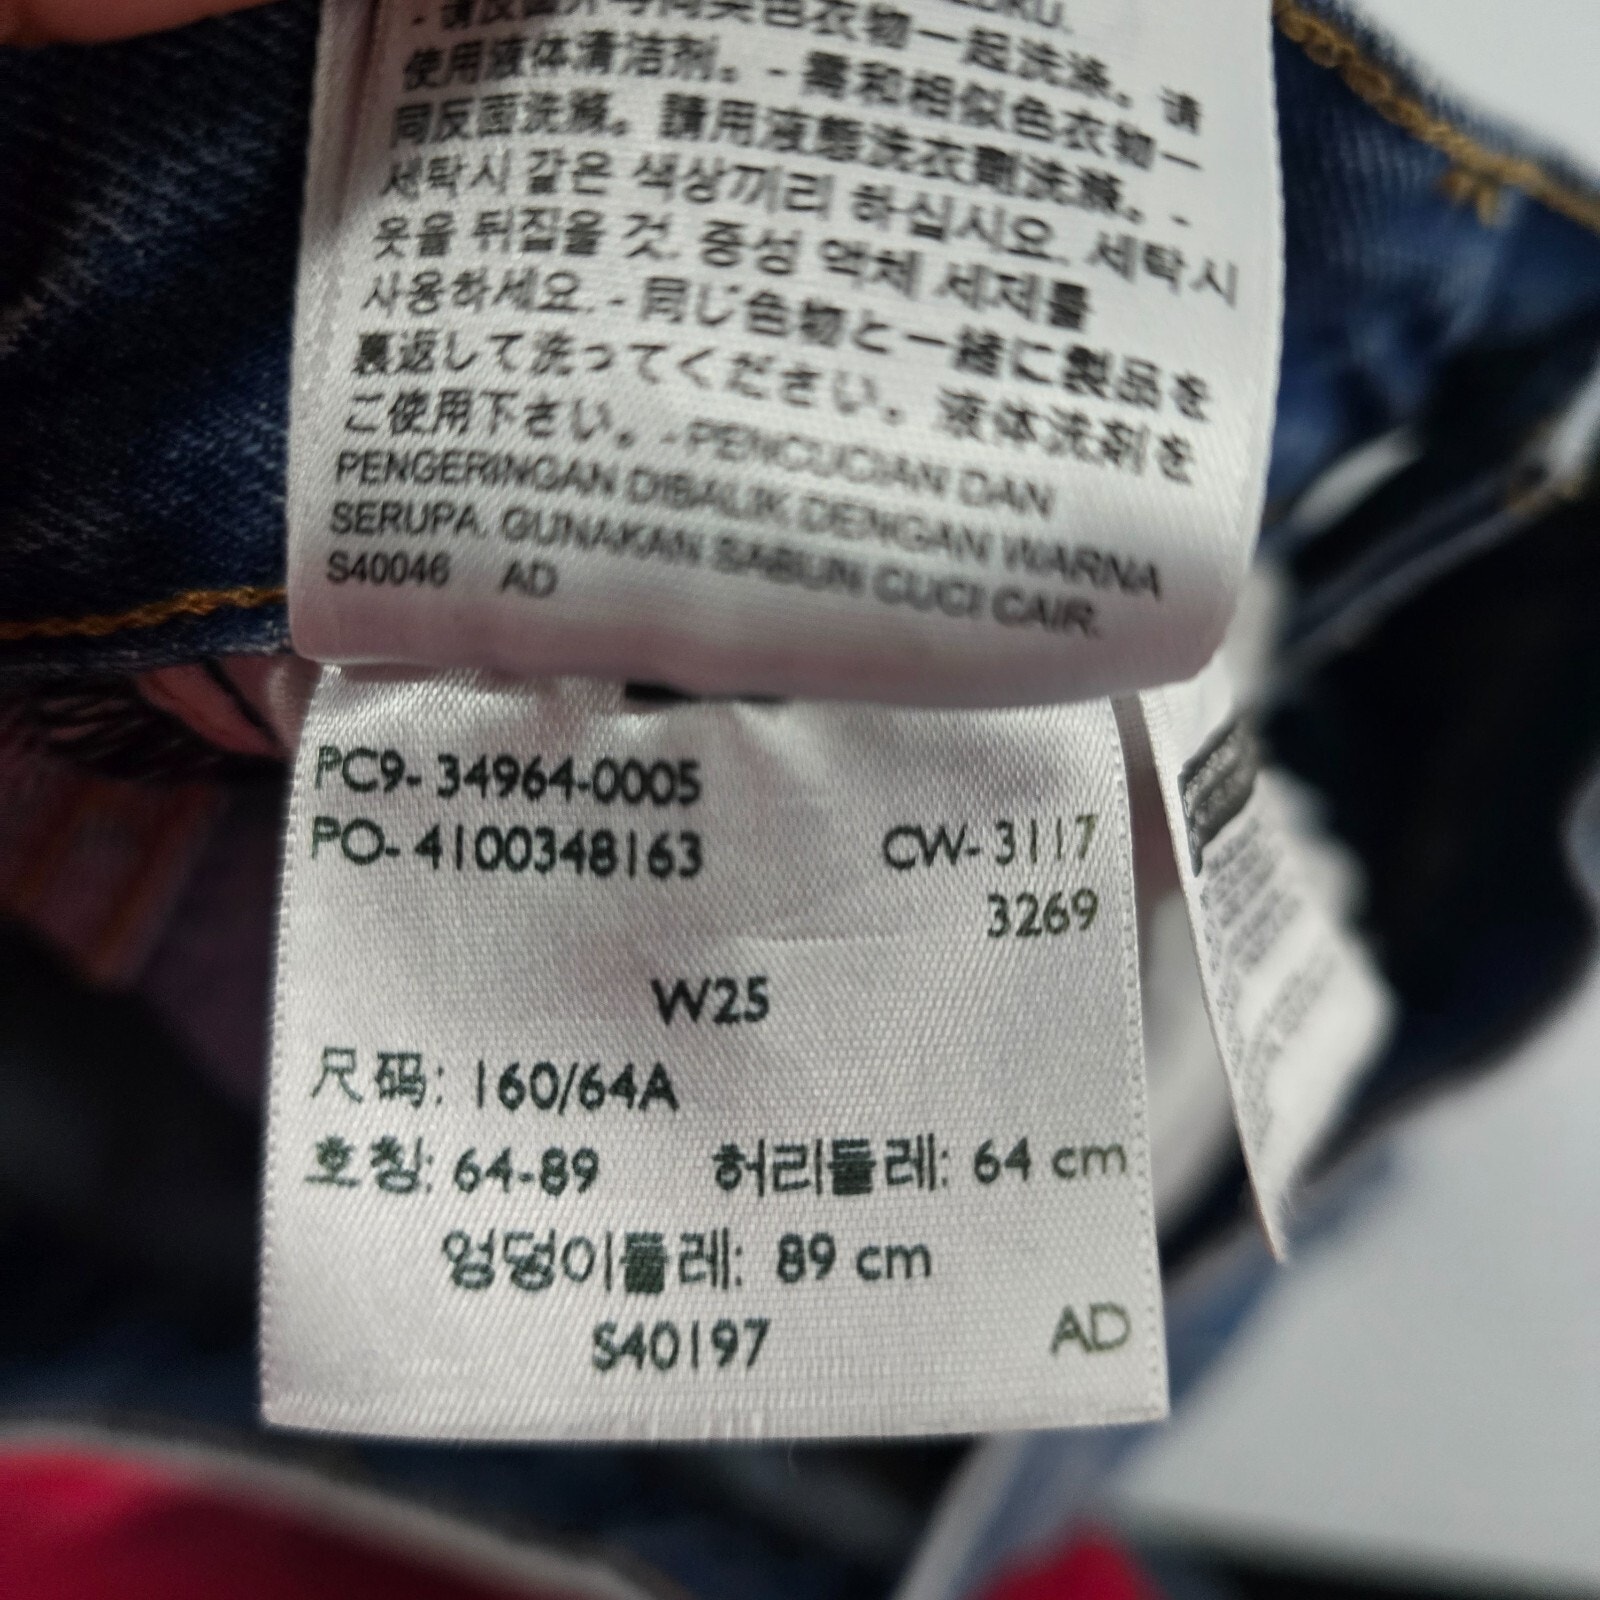 色衣物一起洗涤。请
使用液体清洁剂。- 需和相似色衣物一
同反面洗滌。請用液態洗衣劑洗滌。-
세탁시 같은 색상끼리 하십시오. 세탁시
옷을 뒤집을 것. 중성 액체 세제를
사용하세요. - 同じ色物と一緒に製品を
裏返して洗ってください。液体洗剤を
ご使用下さい。-PENCUCIAN DAN
PENGERINGAN DIBALIK DENGAN WARNA
SERUPA. GUNAKAN SABUN CUCI CAIR.
S40046 AD
PC9- 34964-0005
PO- 4100348163 CW- 3117
3269
W25
尺码: 160/64A
호칭: 64-89 허리둘레: 64 cm
엉덩이둘레: 89 cm
S40197 AD